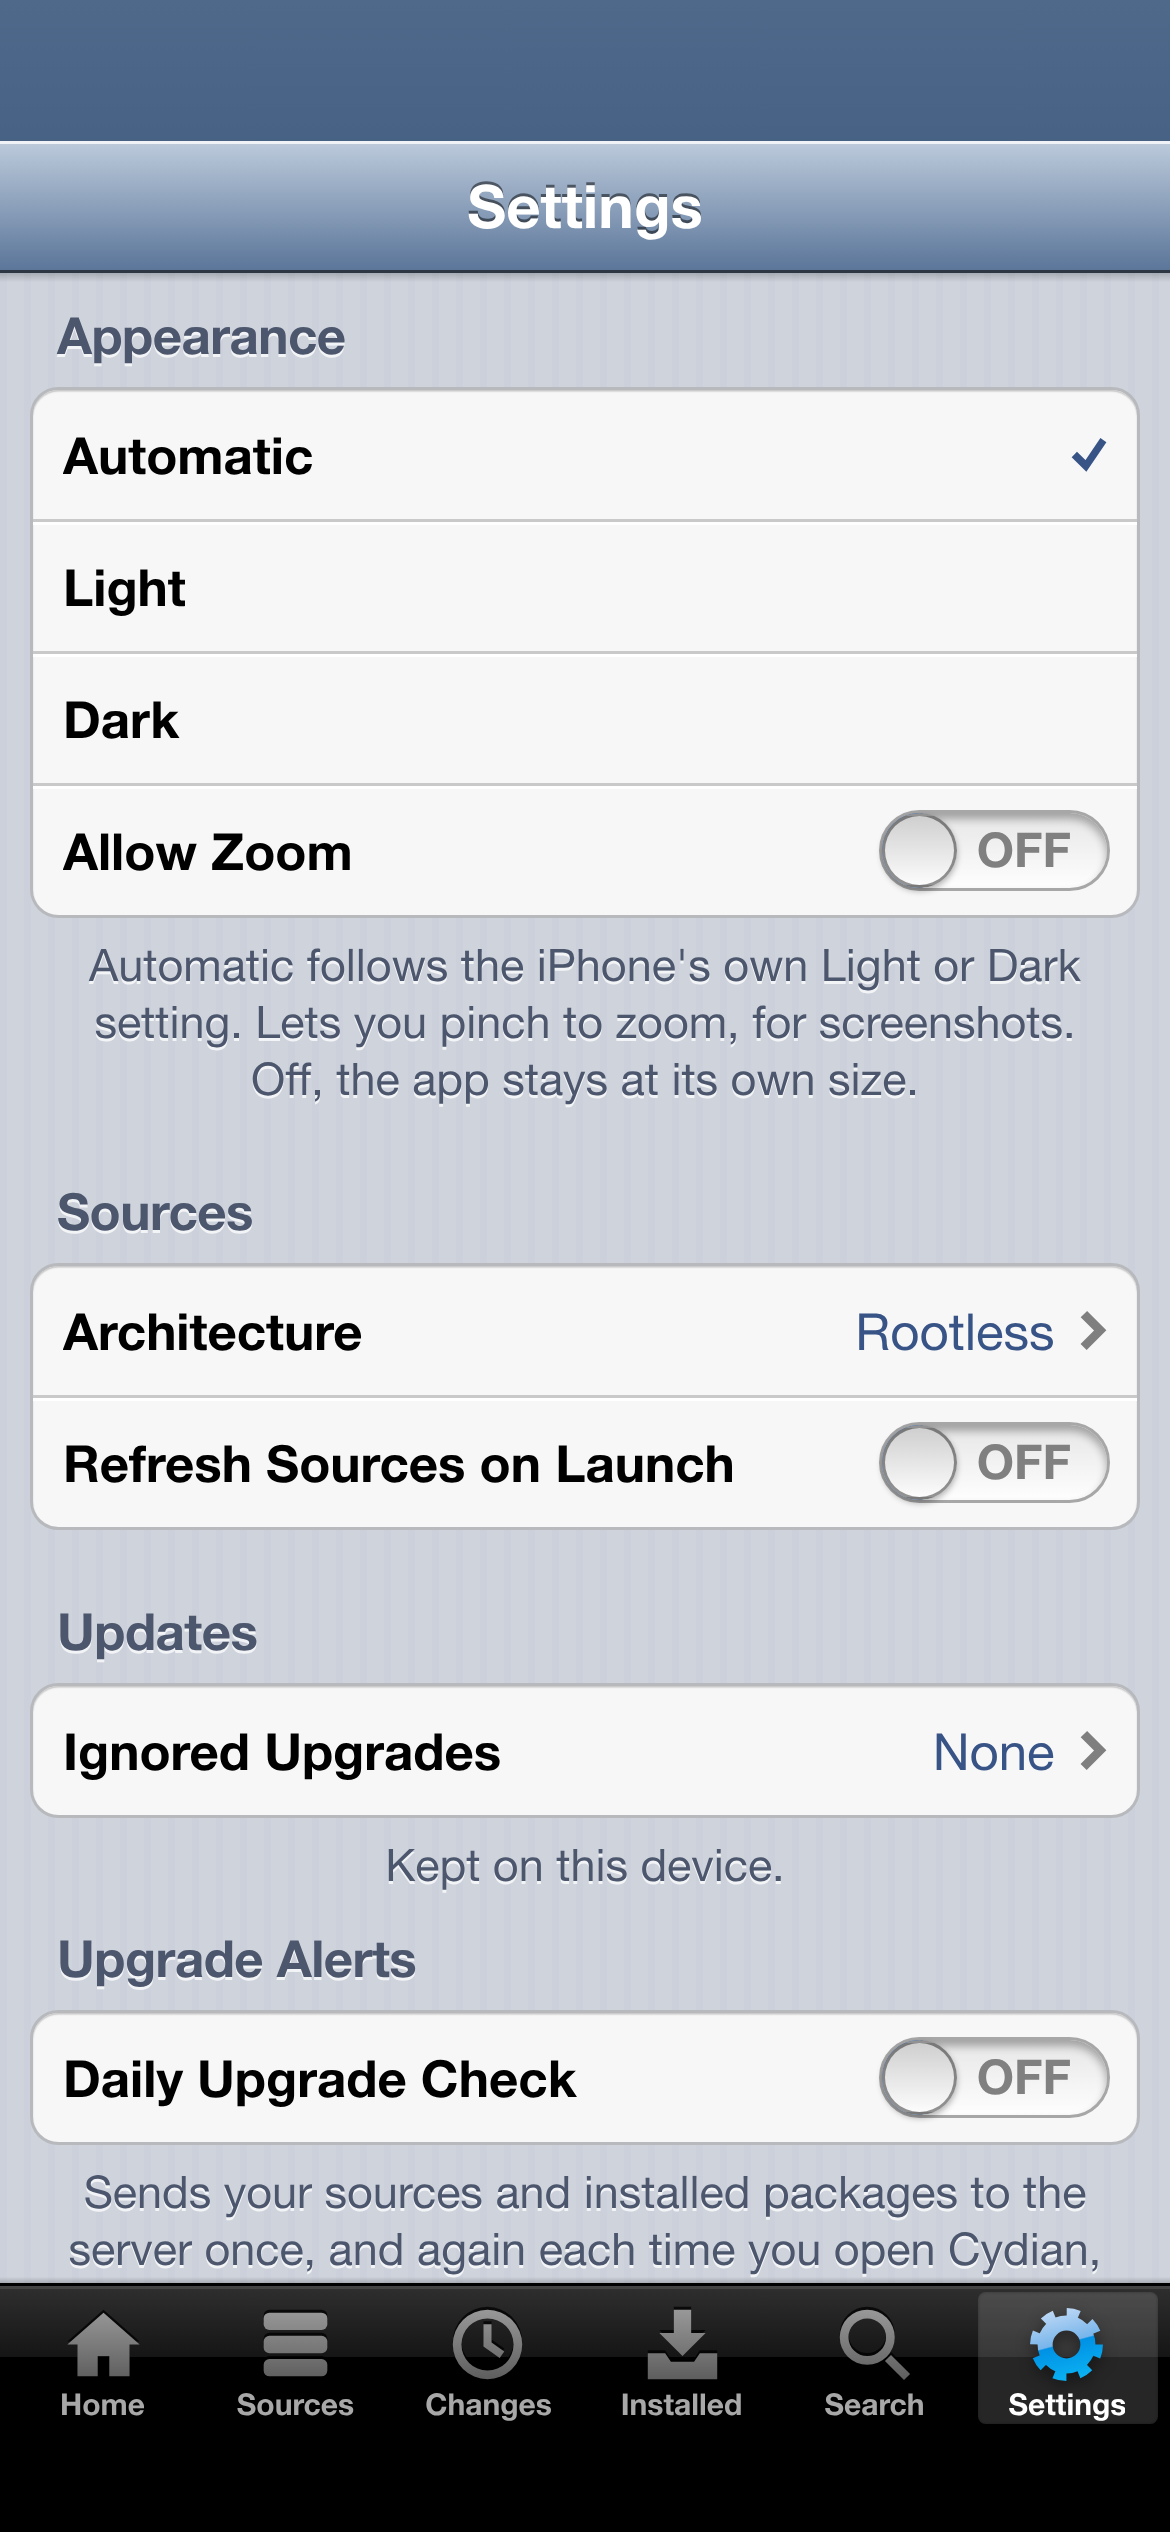 Settings
Appearance
Automatic
Light
Dark
Allow Zoom OFF
Automatic follows the iPhone's own Light or Dark
setting. Lets you pinch to zoom, for screenshots.
Off, the app stays at its own size.
Sources
Architecture Rootless
Refresh Sources on Launch OFF
Updates
Ignored Upgrades None
Kept on this device.
Upgrade Alerts
Daily Upgrade Check OFF
Sends your sources and installed packages to the
server once, and again each time you open Cydian,
Home Sources Changes Installed Search Settings